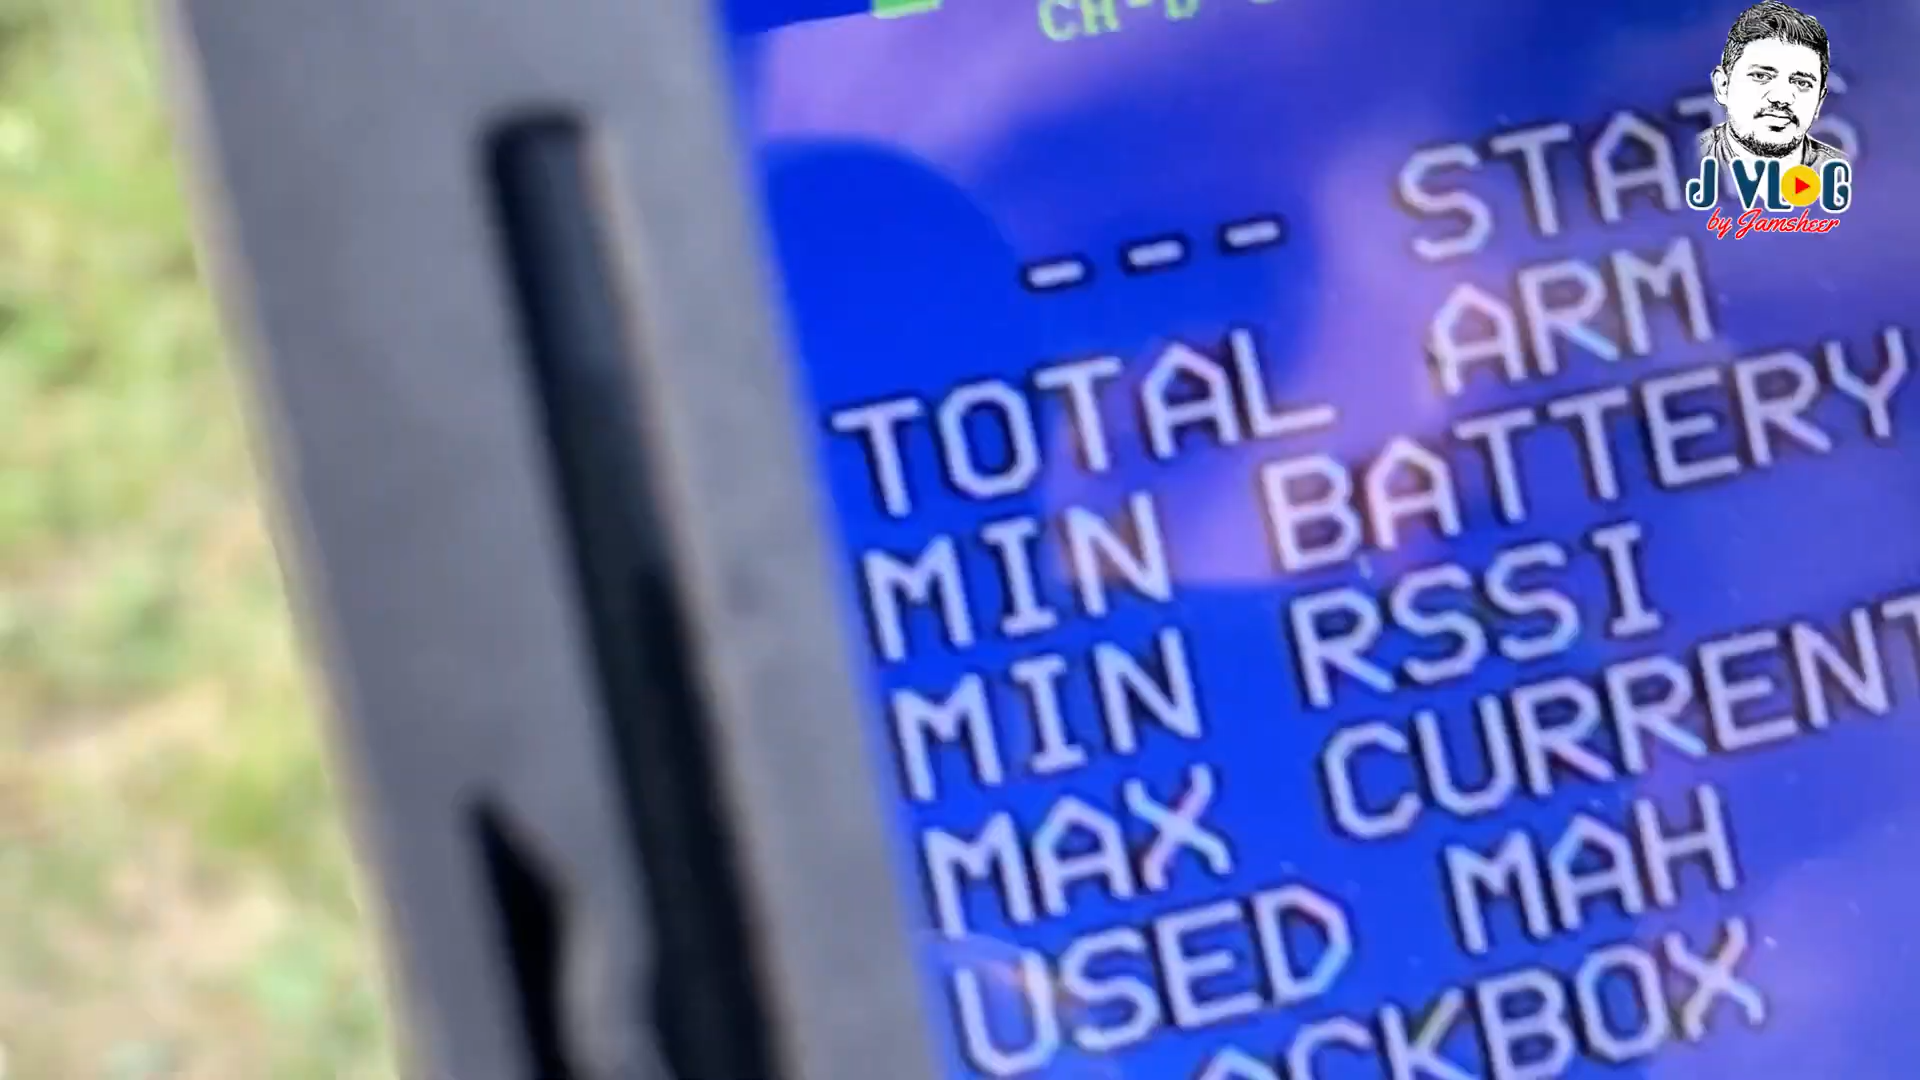 --- STATS
TOTAL ARM
MIN BATTERY
MIN RSSI
MAX CURRENT
USED MAH
J VLOG
by Jamsheer